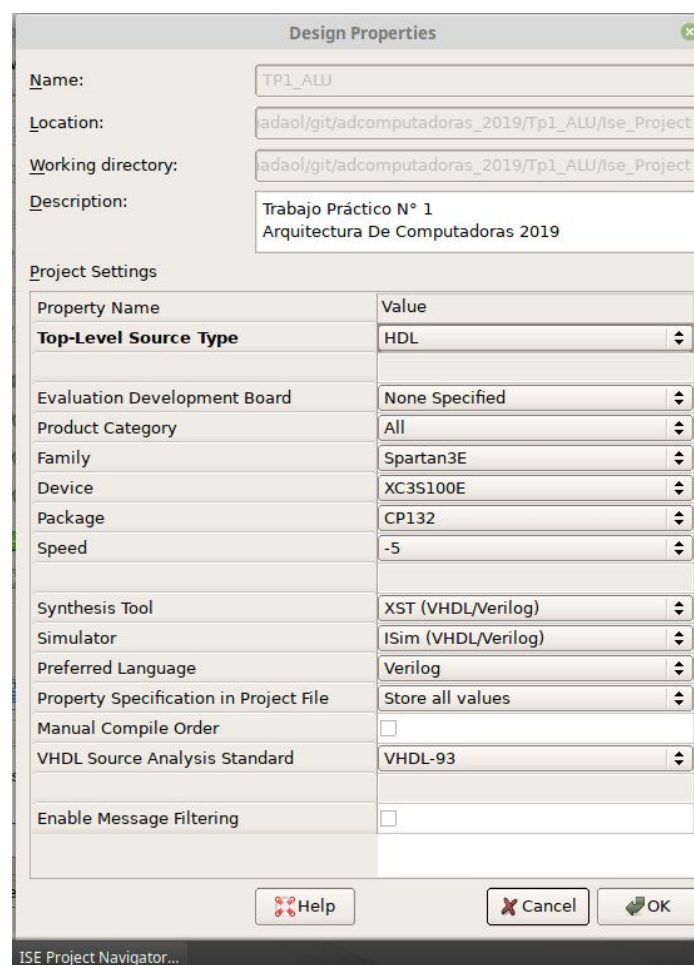 Design Properties
Name: TP1_ALU
Location: adaol/git/adcomputadoras_2019/Tp1_ALU/Ise_Project
Working directory: adaol/git/adcomputadoras_2019/Tp1_ALU/Ise_Project
Description: Trabajo Práctico N° 1
Arquitectura De Computadoras 2019
Project Settings
Property Name Value
Top-Level Source Type HDL
Evaluation Development Board None Specified
Product Category All
Family Spartan3E
Device XC3S100E
Package CP132
Speed -5
Synthesis Tool XST (VHDL/Verilog)
Simulator ISim (VHDL/Verilog)
Preferred Language Verilog
Property Specification in Project File Store all values
Manual Compile Order
VHDL Source Analysis Standard VHDL-93
Enable Message Filtering
Help Cancel OK
ISE Project Navigator...